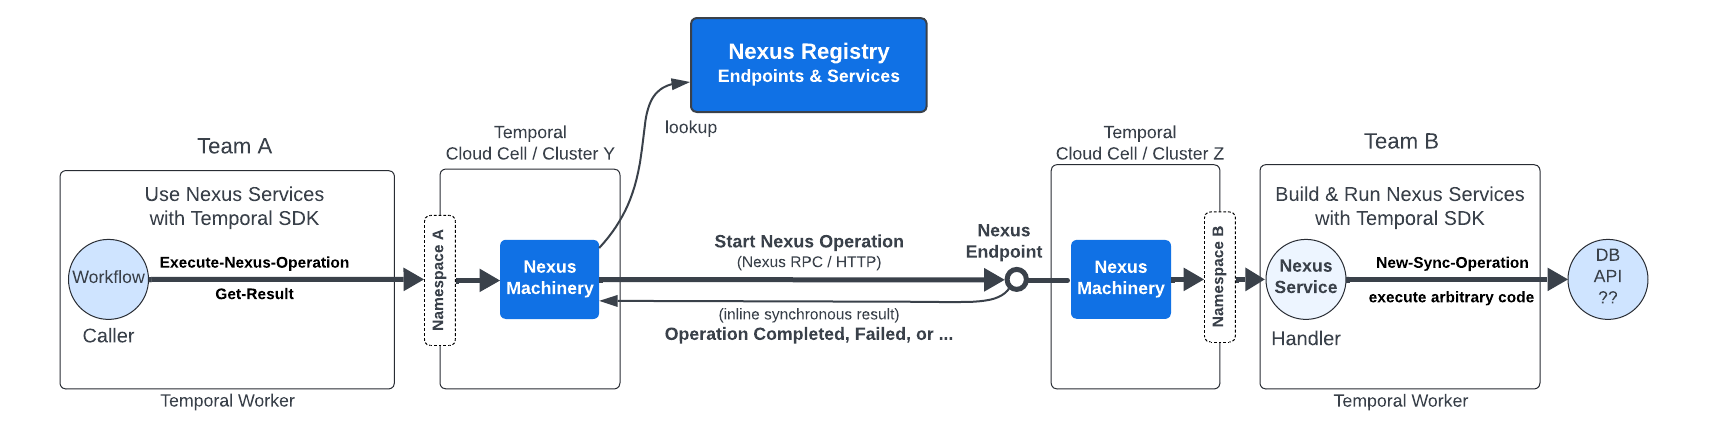 Nexus Registry
Endpoints & Services
lookup
Team A
Use Nexus Services
with Temporal SDK
Workflow
Execute-Nexus-Operation
Get-Result
Caller
Temporal Worker
Temporal
Cloud Cell / Cluster Y
Namespace A
Nexus
Machinery
Start Nexus Operation
(Nexus RPC / HTTP)
(inline synchronous result)
Operation Completed, Failed, or ...
Nexus
Endpoint
Temporal
Cloud Cell / Cluster Z
Nexus
Machinery
Namespace B
Team B
Build & Run Nexus Services
with Temporal SDK
Nexus
Service
New-Sync-Operation
execute arbitrary code
Handler
Temporal Worker
DB
API
??